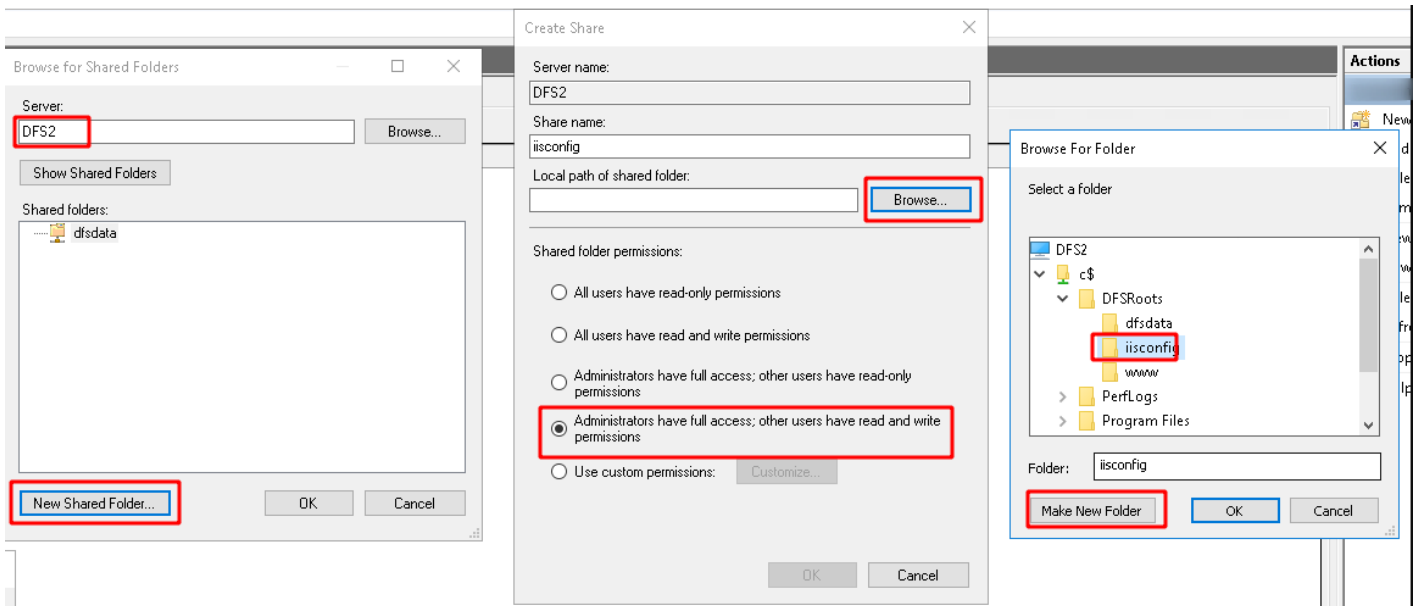 Browse for Shared Folders
Server:
DFS2
Browse...
Show Shared Folders
Shared folders:
dfsdata
New Shared Folder...
OK
Cancel
Create Share
Server name:
DFS2
Share name:
iisconfig
Local path of shared folder:
Browse...
Shared folder permissions:
All users have read-only permissions
All users have read and write permissions
Administrators have full access; other users have read-only
permissions
Administrators have full access; other users have read and write
permissions
Use custom permissions:
Customize...
OK
Cancel
Actions
New
Browse For Folder
Select a folder
DFS2
c$
DFSRoots
dfsdata
iisconfig
www
PerfLogs
Program Files
Folder:
iisconfig
Make New Folder
OK
Cancel